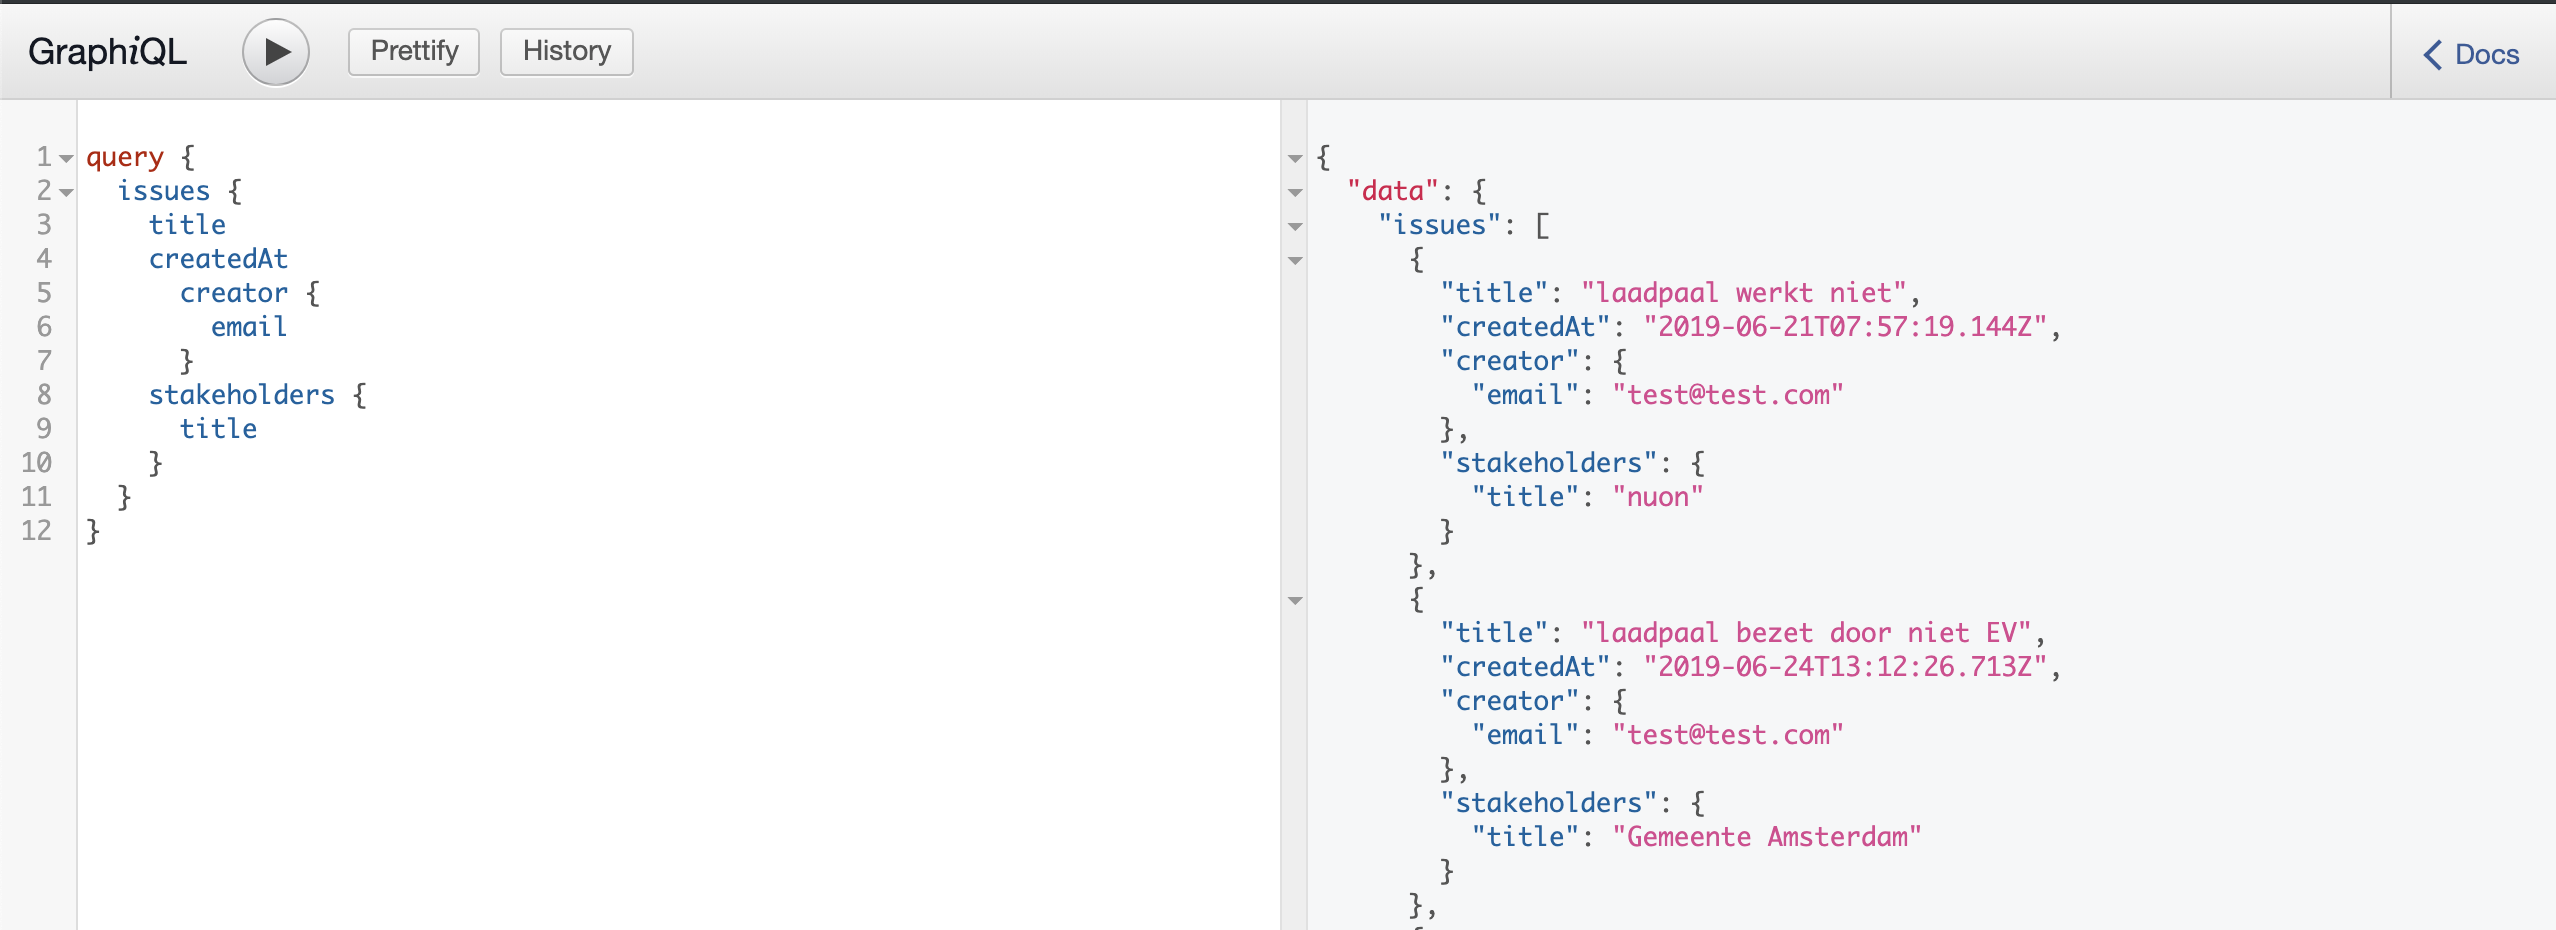 GraphiQL Prettify History Docs
1 query {
2   issues {
3     title
4     createdAt
5       creator {
6         email
7       }
8     stakeholders {
9       title
10     }
11   }
12 }
{
  "data": {
    "issues": [
      {
        "title": "laadpaal werkt niet",
        "createdAt": "2019-06-21T07:57:19.144Z",
        "creator": {
          "email": "test@test.com"
        },
        "stakeholders": {
          "title": "nuon"
        }
      },
      {
        "title": "laadpaal bezet door niet EV",
        "createdAt": "2019-06-24T13:12:26.713Z",
        "creator": {
          "email": "test@test.com"
        },
        "stakeholders": {
          "title": "Gemeente Amsterdam"
        }
      },